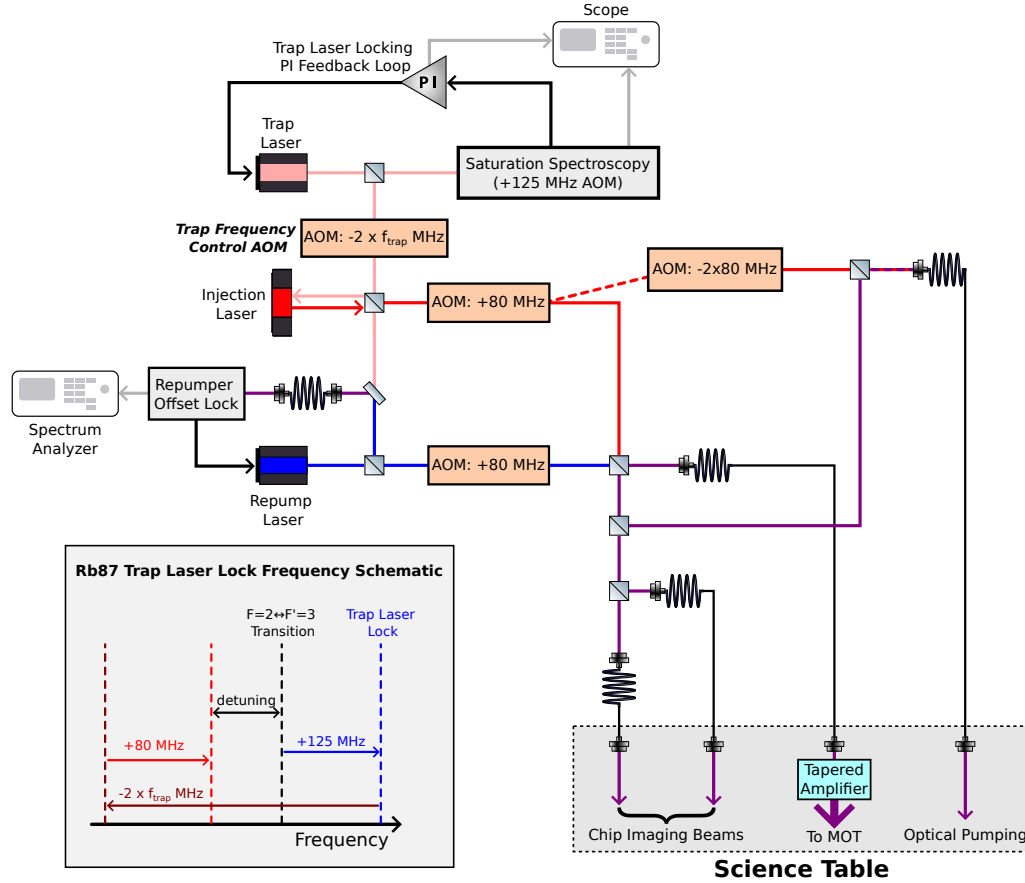 Scope
Trap Laser Locking
PI Feedback Loop
PI
Trap
Laser
Saturation Spectroscopy
(+125 MHz AOM)
Trap Frequency
Control AOM
AOM: -2 x f_trap MHz
AOM: -2x80 MHz
Injection
Laser
AOM: +80 MHz
Repumper
Offset Lock
Spectrum
Analyzer
AOM: +80 MHz
Repump
Laser
Rb87 Trap Laser Lock Frequency Schematic
F=2↔F'=3
Transition
Trap Laser
Lock
detuning
+80 MHz
+125 MHz
-2 x f_trap MHz
Frequency
Tapered
Amplifier
Chip Imaging Beams
To MOT
Optical Pumping
Science Table